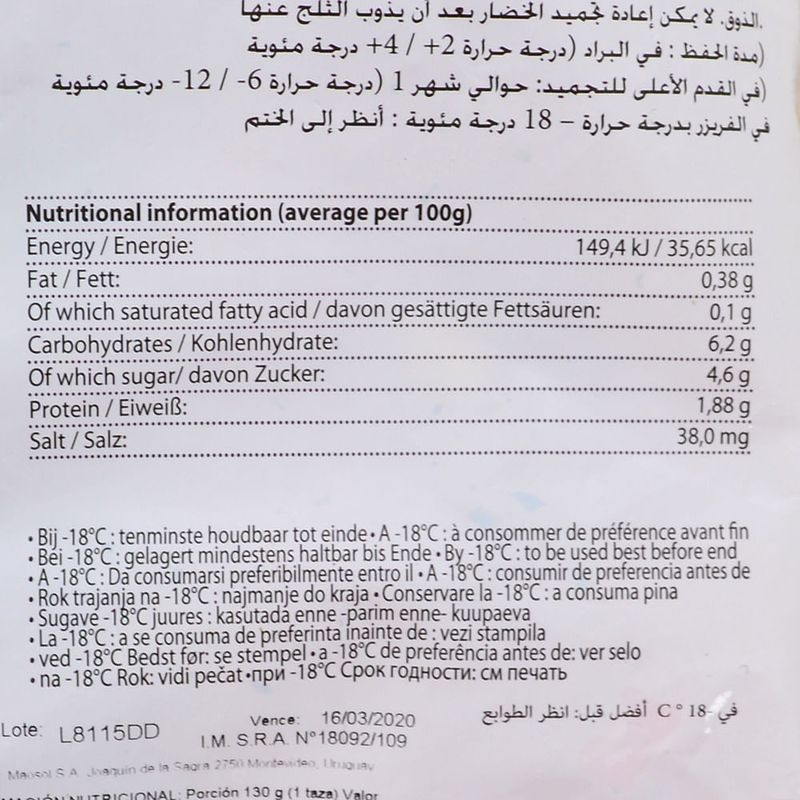 الذوق. لا يمكن إعادة تجميد الخضار بعد أن يذوب الثلج عنها.
(مدة الحفظ : في البراد (درجة حرارة 2+ / 4+ درجة مئوية
(في القدم الأعلى للتجميد: حوالي شهر 1 (درجة حرارة 6- / 12- درجة مئوية
في الفريزر بدرجة حرارة – 18 درجة مئوية : أنظر إلى الختم
Nutritional information (average per 100g)
Energy / Energie: 149,4 kJ / 35,65 kcal
Fat / Fett: 0,38 g
Of which saturated fatty acid / davon gesättigte Fettsäuren: 0,1 g
Carbohydrates / Kohlenhydrate: 6,2 g
Of which sugar/ davon Zucker: 4,6 g
Protein / Eiweiß: 1,88 g
Salt / Salz: 38,0 mg
• Bij -18°C : tenminste houdbaar tot einde • A -18°C : à consommer de préférence avant fin
• Bei -18°C : gelagert mindestens haltbar bis Ende • By -18°C : to be used best before end
• A -18°C : Da consumarsi preferibilmente entro il • A -18°C : consumir de preferencia antes de
• Rok trajanja na -18°C : najmanje do kraja • Conservare la -18°C : a consuma pina
• Sugave -18°C juures : kasutada enne -parim enne- kuupaeva
• La -18°C : a se consuma de preferinta inainte de : vezi stampila
• ved -18°C Bedst før: se stempel • a -18°C de preferência antes de: ver selo
• na -18°C Rok: vidi pečat •при -18°C Срок годности: см печать
في 18- ° C أفضل قبل: انظر الطوابع
Lote: L8115DD
Vence: 16/03/2020
I.M. S.R.A. N°18092/109
Maosol S.A. Joaquín de la Sagra 2750 Montevideo, Uruguay
NUTRICIONAL: Porción 130 g (1 taza) Valor